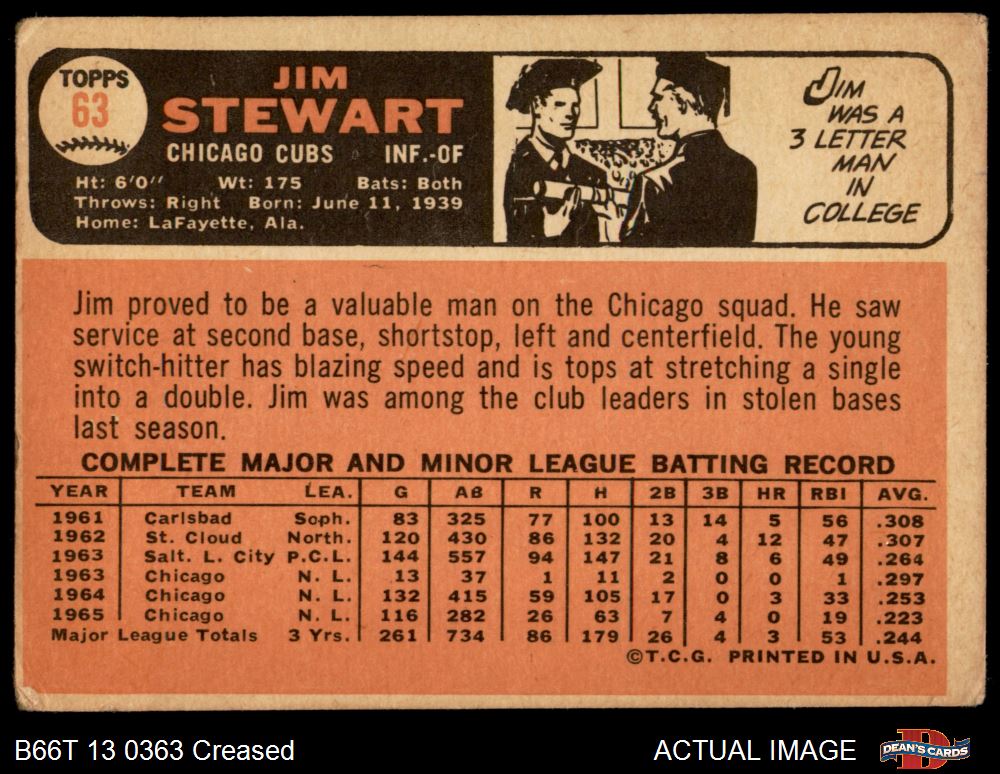 TOPPS
63
JIM
STEWART
CHICAGO CUBS INF.-OF
Ht: 6'0" Wt: 175 Bats: Both
Throws: Right Born: June 11, 1939
Home: LaFayette, Ala.
JIM
WAS A
3 LETTER
MAN
IN
COLLEGE
Jim proved to be a valuable man on the Chicago squad. He saw
service at second base, shortstop, left and centerfield. The young
switch-hitter has blazing speed and is tops at stretching a single
into a double. Jim was among the club leaders in stolen bases
last season.
COMPLETE MAJOR AND MINOR LEAGUE BATTING RECORD
YEAR TEAM LEA. G AB R H 2B 3B HR RBI AVG.
1961 Carlsbad Soph. 83 325 77 100 13 14 5 56 .308
1962 St. Cloud North. 120 430 86 132 20 4 12 47 .307
1963 Salt. L. City P.C.L. 144 557 94 147 21 8 6 49 .264
1963 Chicago N. L. 13 37 1 11 2 0 0 1 .297
1964 Chicago N. L. 132 415 59 105 17 0 3 33 .253
1965 Chicago N. L. 116 282 26 63 7 4 0 19 .223
Major League Totals 3 Yrs. 261 734 86 179 26 4 3 53 .244
©T.C.G. PRINTED IN U.S.A.
B66T 13 0363 Creased ACTUAL IMAGE DEAN'S CARDS